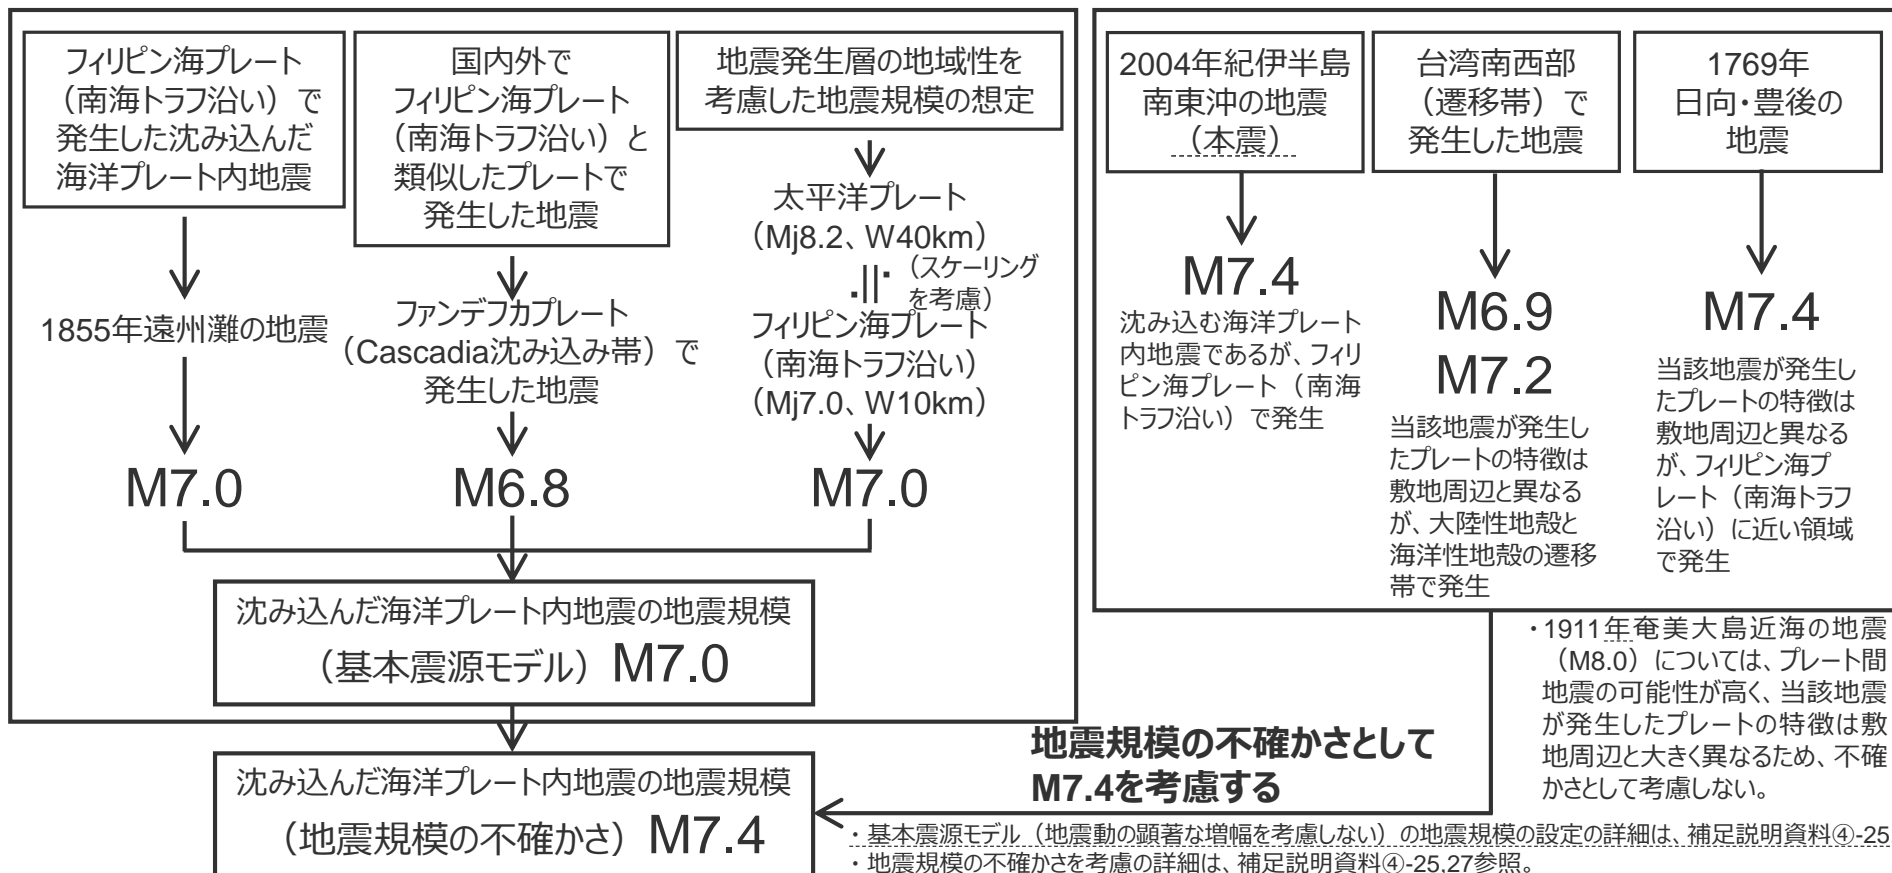 フィリピン海プレート
（南海トラフ沿い）で
発生した沈み込んだ
海洋プレート内地震
1855年遠州灘の地震
M7.0
国内外で
フィリピン海プレート
（南海トラフ沿い）と
類似したプレートで
発生した地震
ファンデフカプレート
（Cascadia沈み込み帯）で
発生した地震
M6.8
地震発生層の地域性を
考慮した地震規模の想定
太平洋プレート
（Mj8.2、W40km）
（スケーリング
を考慮）
フィリピン海プレート
（南海トラフ沿い）
（Mj7.0、W10km）
M7.0
沈み込んだ海洋プレート内地震の地震規模
（基本震源モデル）M7.0
沈み込んだ海洋プレート内地震の地震規模
（地震規模の不確かさ）M7.4
2004年紀伊半島
南東沖の地震
（本震）
M7.4
沈み込む海洋プレート
内地震であるが、フィリ
ピン海プレート（南海
トラフ沿い）で発生
台湾南西部
（遷移帯）で
発生した地震
M6.9
M7.2
当該地震が発生し
たプレートの特徴は
敷地周辺と異なる
が、大陸性地殻と
海洋性地殻の遷移
帯で発生
1769年
日向・豊後の
地震
M7.4
当該地震が発生し
たプレートの特徴は
敷地周辺と異なる
が、フィリピン海プ
レート（南海トラフ
沿い）に近い領域
で発生
・1911年奄美大島近海の地震
（M8.0）については、プレート間
地震の可能性が高く、当該地震
が発生したプレートの特徴は敷
地周辺と大きく異なるため、不確
かさとして考慮しない。
地震規模の不確かさとして
M7.4を考慮する
・基本震源モデル（地震動の顕著な増幅を考慮しない）の地震規模の設定の詳細は、補足説明資料④-25,
・地震規模の不確かさを考慮の詳細は、補足説明資料④-25,27参照。